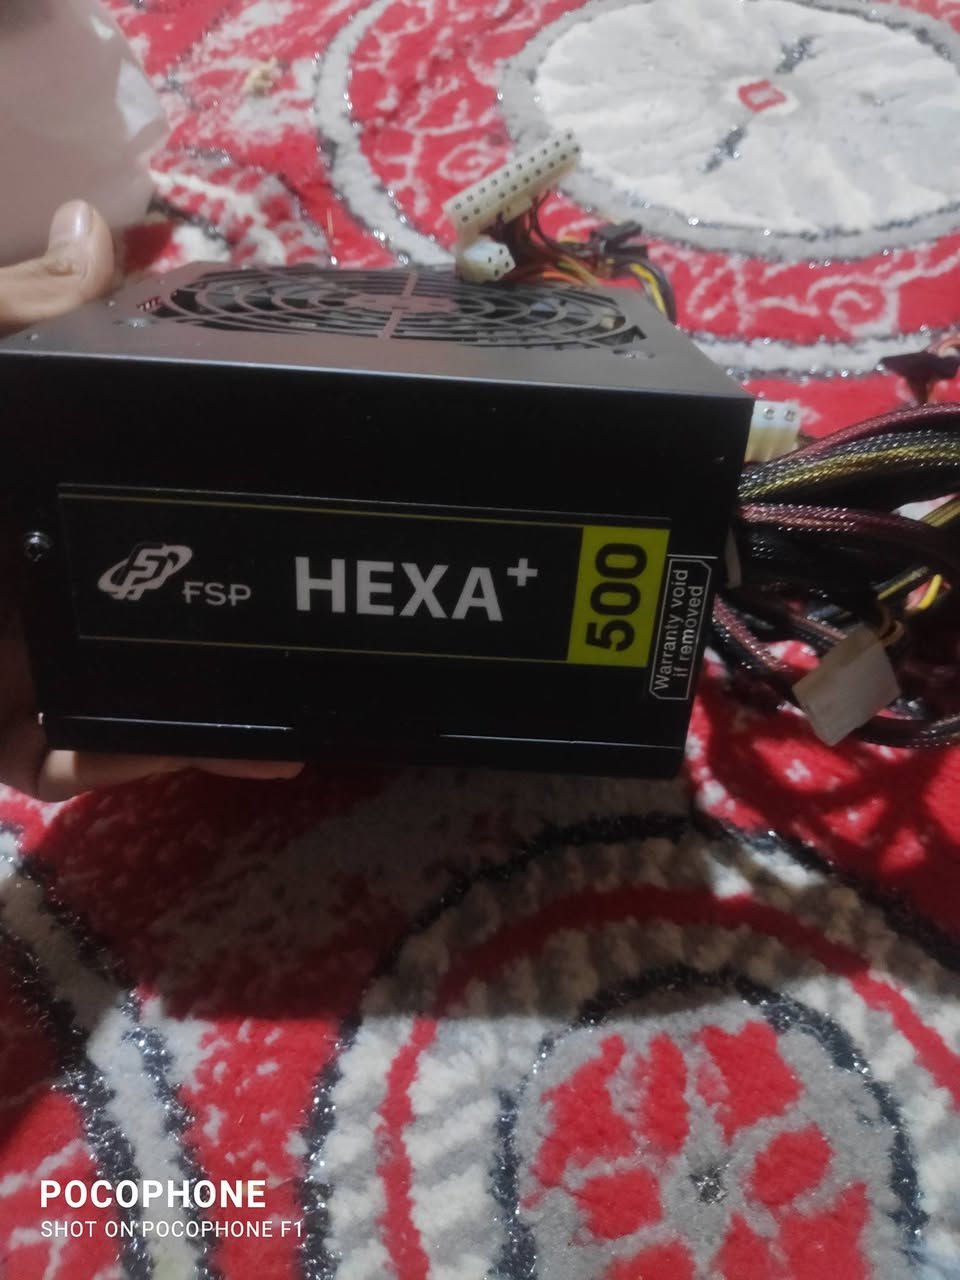 FSP HEXA+ 500
Warranty void
if removed
POCOPHONE
SHOT ON POCOPHONE F1